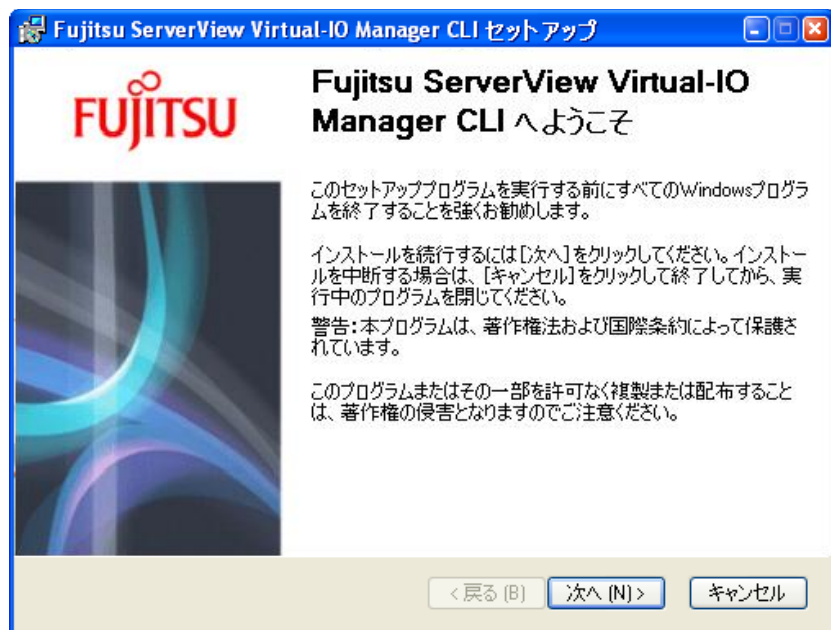 Fujitsu ServerView Virtual-IO Manager CLI セットアップ
FUJITSU
Fujitsu ServerView Virtual-IO
Manager CLI へようこそ
このセットアッププログラムを実行する前にすべてのWindowsプログラ
ムを終了することを強くお勧めします。
インストールを続行するには[次へ]をクリックしてください。インストー
ルを中断する場合は、[キャンセル]をクリックして終了してから、実
行中のプログラムを閉じてください。
警告:本プログラムは、著作権法および国際条約によって保護さ
れています。
このプログラムまたはその一部を許可なく複製または配布すること
は、著作権の侵害となりますのでご注意ください。
< 戻る (B)
次へ (N) >
キャンセル